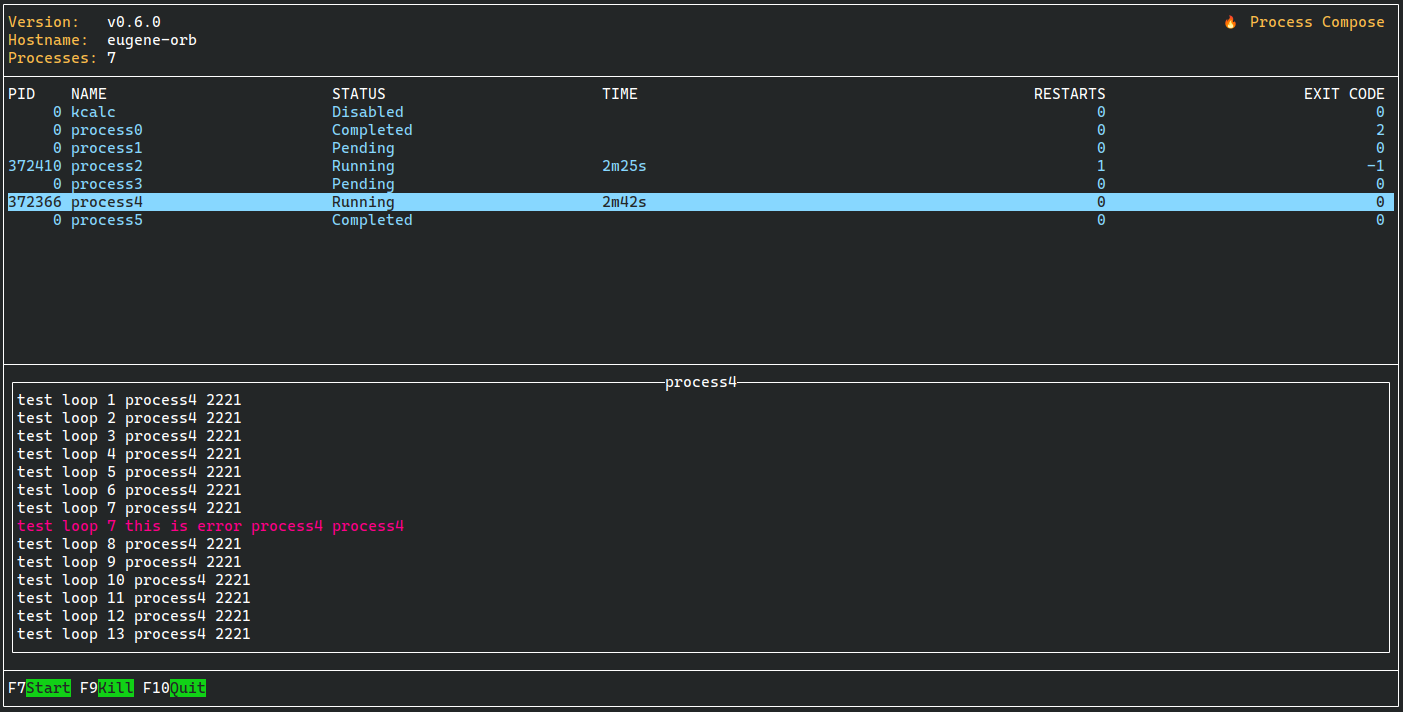 Version: v0.6.0 🔥 Process Compose
Hostname: eugene-orb
Processes: 7
PID NAME STATUS TIME RESTARTS EXIT CODE
0 kcalc Disabled 0 0
0 process0 Completed 0 2
0 process1 Pending 0 0
372410 process2 Running 2m25s 1 -1
0 process3 Pending 0 0
372366 process4 Running 2m42s 0 0
0 process5 Completed 0 0
process4
test loop 1 process4 2221
test loop 2 process4 2221
test loop 3 process4 2221
test loop 4 process4 2221
test loop 5 process4 2221
test loop 6 process4 2221
test loop 7 process4 2221
test loop 7 this is error process4 process4
test loop 8 process4 2221
test loop 9 process4 2221
test loop 10 process4 2221
test loop 11 process4 2221
test loop 12 process4 2221
test loop 13 process4 2221
F7Start F9Kill F10Quit